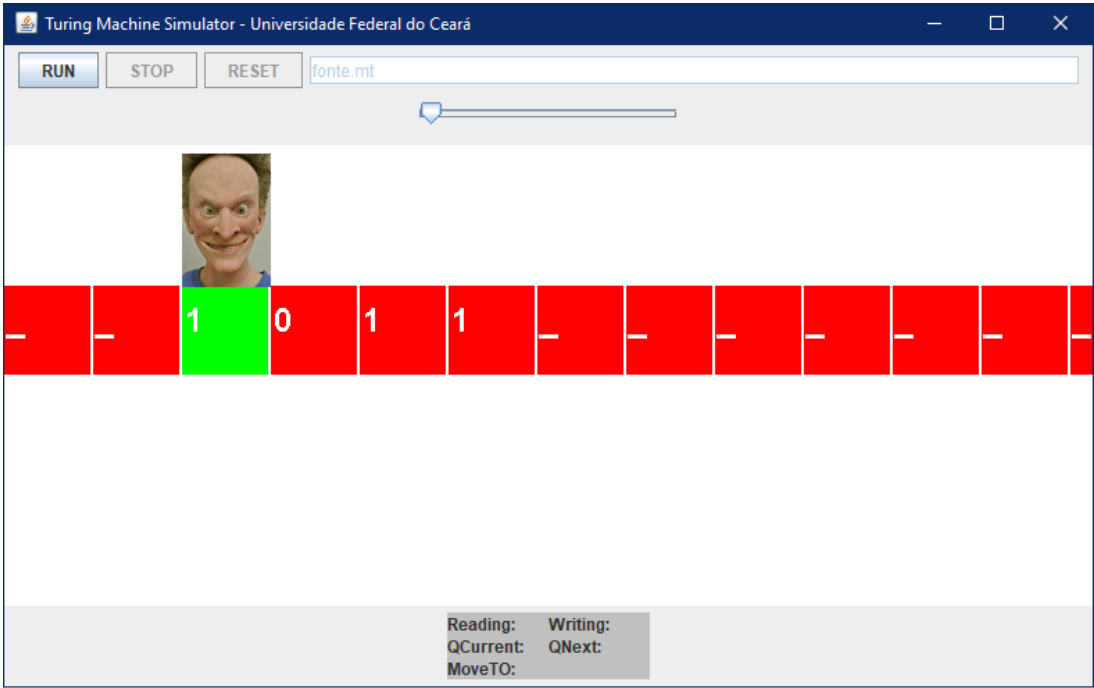 Turing Machine Simulator - Universidade Federal do Ceará
RUN STOP RESET fonte.mt
_ _ 1 0 1 1 _ _ _ _ _ _ _
Reading: Writing:
QCurrent: QNext:
MoveTO: